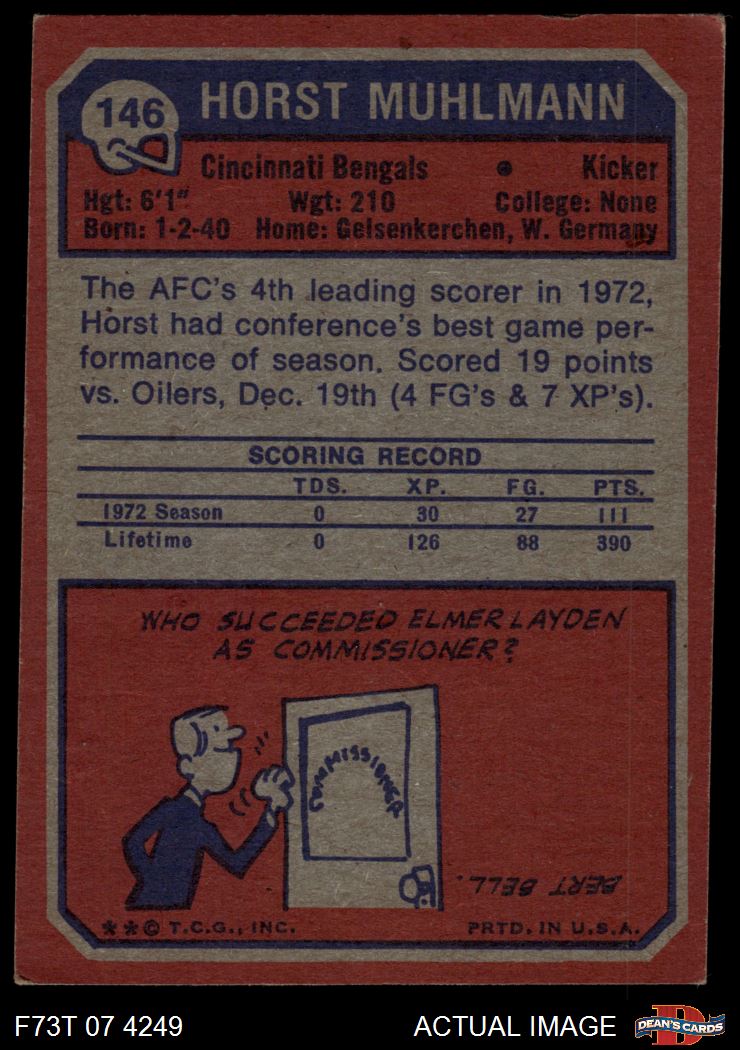 146
HORST MUHLMANN
Cincinnati Bengals • Kicker
Hgt: 6'1" Wgt: 210 College: None
Born: 1-2-40 Home: Gelsenkerchen, W. Germany
The AFC's 4th leading scorer in 1972,
Horst had conference's best game per-
formance of season. Scored 19 points
vs. Oilers, Dec. 19th (4 FG's & 7 XP's).
SCORING RECORD
TDS. XP. FG. PTS.
1972 Season 0 30 27 111
Lifetime 0 126 88 390
WHO SUCCEEDED ELMER LAYDEN
AS COMMISSIONER?
COMMISSIONER
BERT BELL.
**© T.C.G., INC. PRTD. IN U.S.A.
F73T 07 4249 ACTUAL IMAGE
D
DEAN'S CARDS